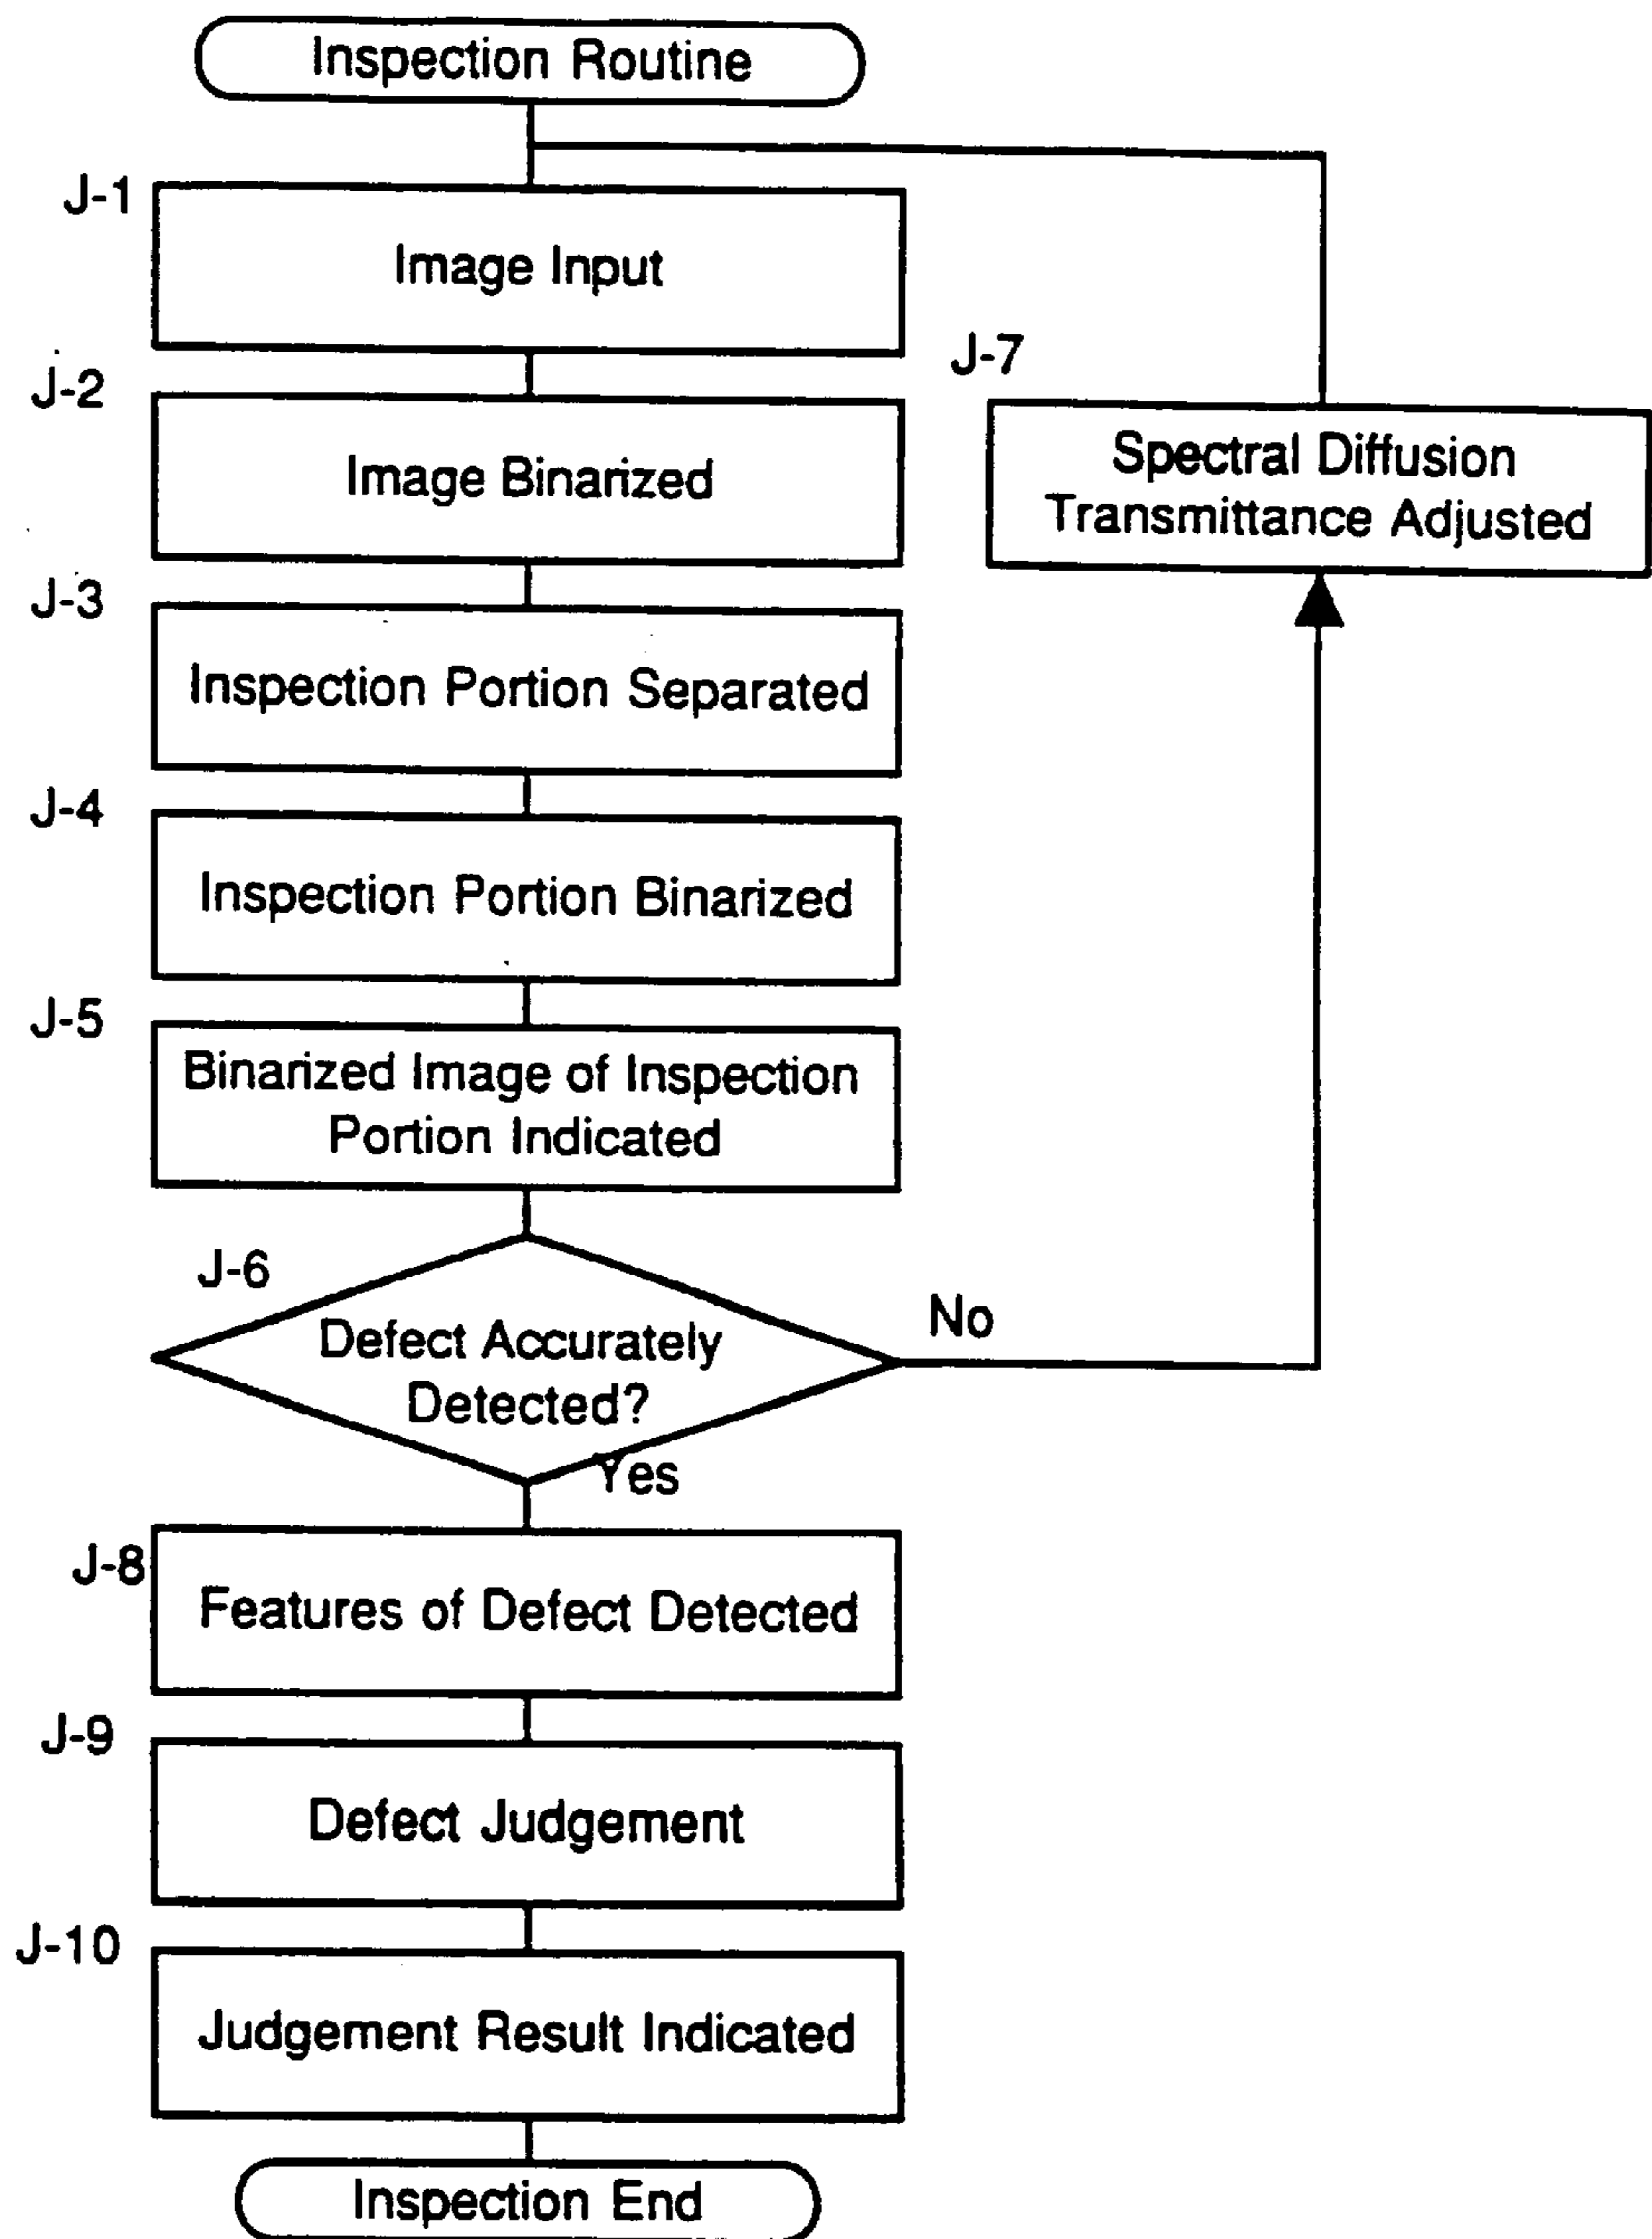 Inspection Routine
J-1
Image Input
J-2
Image Binarized
J-3
Inspection Portion Separated
J-4
Inspection Portion Binarized
J-5
Binarized Image of Inspection
Portion Indicated
J-6
Defect Accurately
Detected?
No
Yes
J-7
Spectral Diffusion
Transmittance Adjusted
J-8
Features of Defect Detected
J-9
Defect Judgement
J-10
Judgement Result Indicated
Inspection End